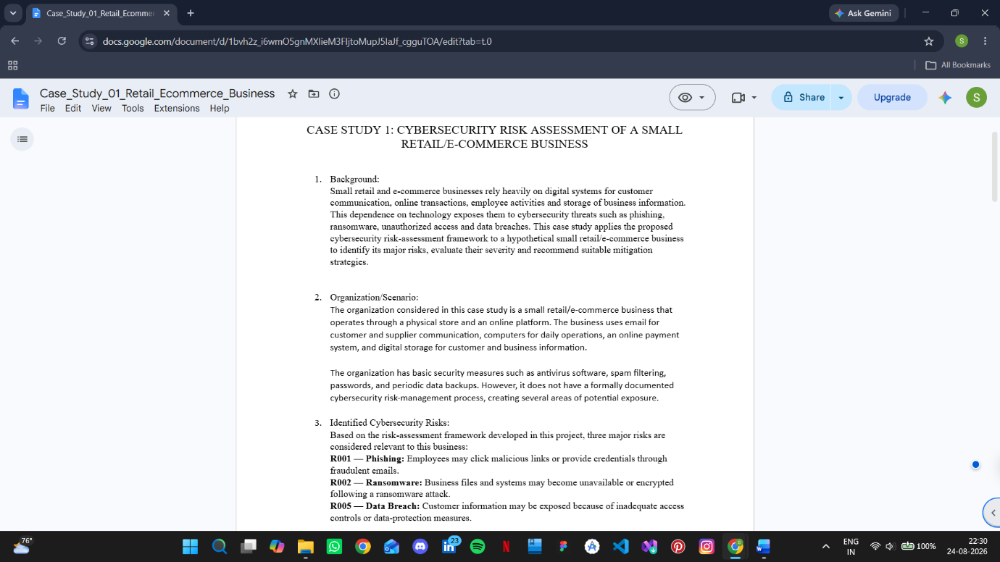 Case_Study_01_Retail_Ecommer
Ask Gemini
docs.google.com/document/d/1bvh2z_i6wmO5gnMXlieM3FIjtoMupJ5IaJf_cgguTOA/edit?tab=t.0
S
All Bookmarks
Case_Study_01_Retail_Ecommerce_Business
File Edit View Tools Extensions Help
Share
Upgrade
S
CASE STUDY 1: CYBERSECURITY RISK ASSESSMENT OF A SMALL
RETAIL/E-COMMERCE BUSINESS
1. Background:
Small retail and e-commerce businesses rely heavily on digital systems for customer
communication, online transactions, employee activities and storage of business information.
This dependence on technology exposes them to cybersecurity threats such as phishing,
ransomware, unauthorized access and data breaches. This case study applies the proposed
cybersecurity risk-assessment framework to a hypothetical small retail/e-commerce business
to identify its major risks, evaluate their severity and recommend suitable mitigation
strategies.
2. Organization/Scenario:
The organization considered in this case study is a small retail/e-commerce business that
operates through a physical store and an online platform. The business uses email for
customer and supplier communication, computers for daily operations, an online payment
system, and digital storage for customer and business information.
The organization has basic security measures such as antivirus software, spam filtering,
passwords, and periodic data backups. However, it does not have a formally documented
cybersecurity risk-management process, creating several areas of potential exposure.
3. Identified Cybersecurity Risks:
Based on the risk-assessment framework developed in this project, three major risks are
considered relevant to this business:
R001 — Phishing: Employees may click malicious links or provide credentials through
fraudulent emails.
R002 — Ransomware: Business files and systems may become unavailable or encrypted
following a ransomware attack.
R005 — Data Breach: Customer information may be exposed because of inadequate access
controls or data-protection measures.
76°
23
ENG
IN
100%
22:30
24-08-2026